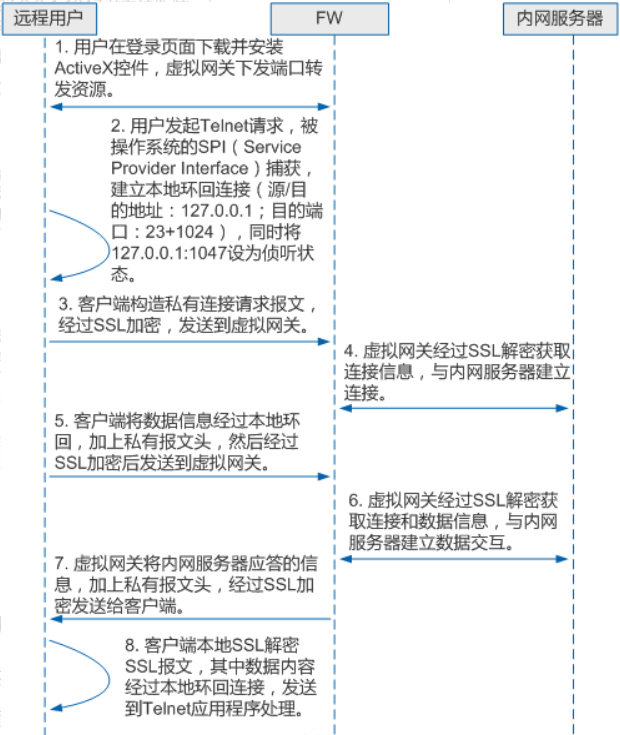 远程用户
FW
内网服务器
1. 用户在登录页面下载并安装
ActiveX控件，虚拟网关下发端口转
发资源。
2. 用户发起Telnet请求，被
操作系统的SPI（Service
Provider Interface）捕获，
建立本地环回连接（源/目
的地址：127.0.0.1；目的端
口：23+1024），同时将
127.0.0.1:1047设为侦听状
态。
3. 客户端构造私有连接请求报文，
经过SSL加密，发送到虚拟网关。
4. 虚拟网关经过SSL解密获取
连接信息，与内网服务器建立
连接。
5. 客户端将数据信息经过本地环
回，加上私有报文头，然后经过
SSL加密后发送到虚拟网关。
6. 虚拟网关经过SSL解密获
取连接和数据信息，与内网
服务器建立数据交互。
7. 虚拟网关将内网服务器应答的信
息，加上私有报文头，经过SSL加
密发送给客户端。
8. 客户端本地SSL解密
SSL报文，其中数据内容
经过本地环回连接，发送
到Telnet应用程序处理。